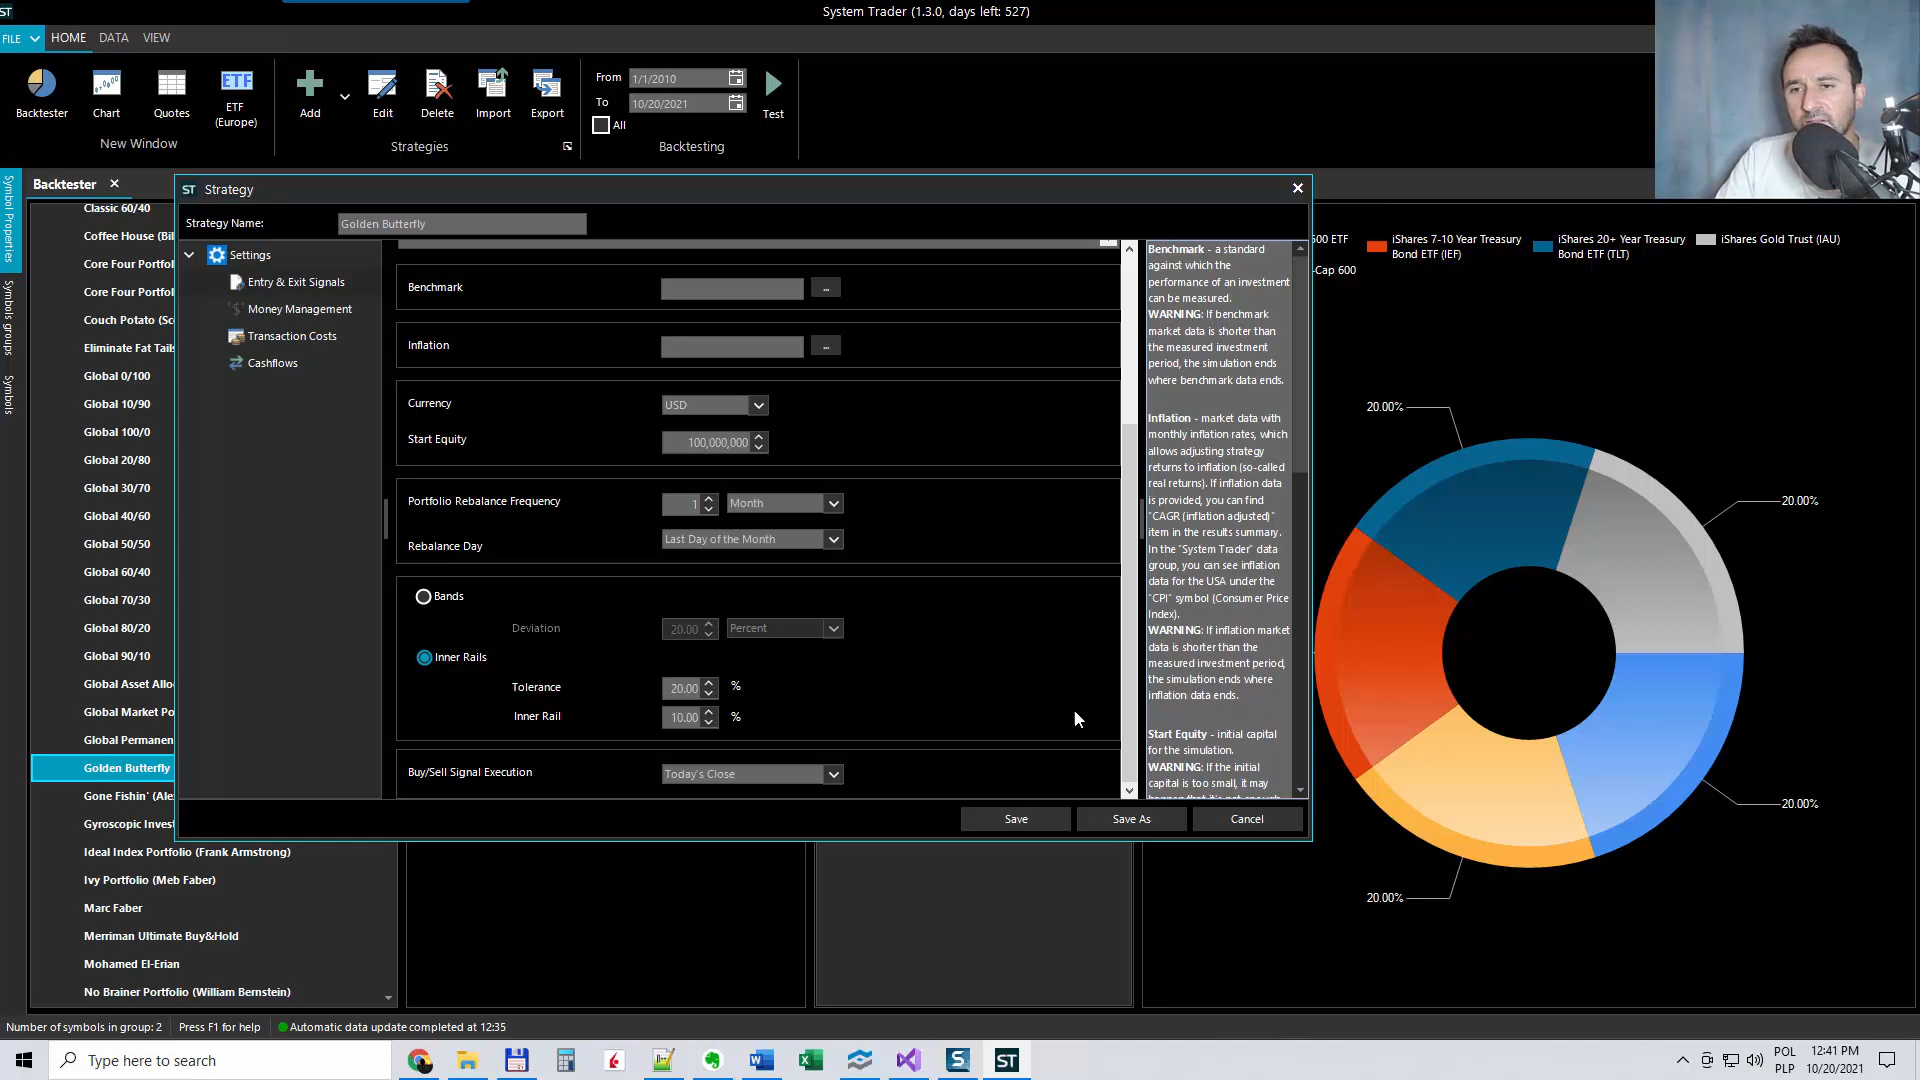 ST
System Trader (1.3.0, days left: 527)
FILE
HOME
DATA
VIEW
Backtester
Chart
Quotes
ETF
ETF
(Europe)
New Window
Add
Edit
Delete
Import
Export
Strategies
From
1/1/2010
To
10/20/2021
All
Test
Backtesting
Symbol Properties
Symbols groups
Symbols
Backtester
Classic 60/40
Coffee House (Bil
Core Four Portfol
Core Four Portfol
Couch Potato (Sc
Eliminate Fat Tails
Global 0/100
Global 10/90
Global 100/0
Global 20/80
Global 30/70
Global 40/60
Global 50/50
Global 60/40
Global 70/30
Global 80/20
Global 90/10
Global Asset Allo
Global Market Po
Global Permanen
Golden Butterfly
Gone Fishin' (Ale
Gyroscopic Invest
Ideal Index Portfolio (Frank Armstrong)
Ivy Portfolio (Meb Faber)
Marc Faber
Merriman Ultimate Buy&Hold
Mohamed El-Erian
No Brainer Portfolio (William Bernstein)
ST
Strategy
Strategy Name:
Golden Butterfly
Settings
Entry & Exit Signals
Money Management
Transaction Costs
Cashflows
Benchmark
...
Inflation
...
Currency
USD
Start Equity
100,000,000
Portfolio Rebalance Frequency
1
Month
Rebalance Day
Last Day of the Month
Bands
Deviation
20.00
Percent
Inner Rails
Tolerance
20.00
%
Inner Rail
10.00
%
Buy/Sell Signal Execution
Today's Close
Benchmark - a standard
against which the
performance of an investment
can be measured.
WARNING: If benchmark
market data is shorter than
the measured investment
period, the simulation ends
where benchmark data ends.
Inflation - market data with
monthly inflation rates, which
allows adjusting strategy
returns to inflation (so-called
real returns). If inflation data
is provided, you can find
"CAGR (inflation adjusted)"
item in the results summary.
In the "System Trader" data
group, you can see inflation
data for the USA under the
"CPI" symbol (Consumer Price
Index).
WARNING: If inflation market
data is shorter than the
measured investment period,
the simulation ends where
inflation data ends.
Start Equity - initial capital
for the simulation.
WARNING: If the initial
capital is too small, it may
Save
Save As
Cancel
500 ETF
Cap 600
iShares 7-10 Year Treasury
Bond ETF (IEF)
iShares 20+ Year Treasury
Bond ETF (TLT)
iShares Gold Trust (IAU)
20.00%
20.00%
20.00%
20.00%
Number of symbols in group: 2
Press F1 for help
Automatic data update completed at 12:35
Type here to search
ST
POL
PLP
12:41 PM
10/20/2021